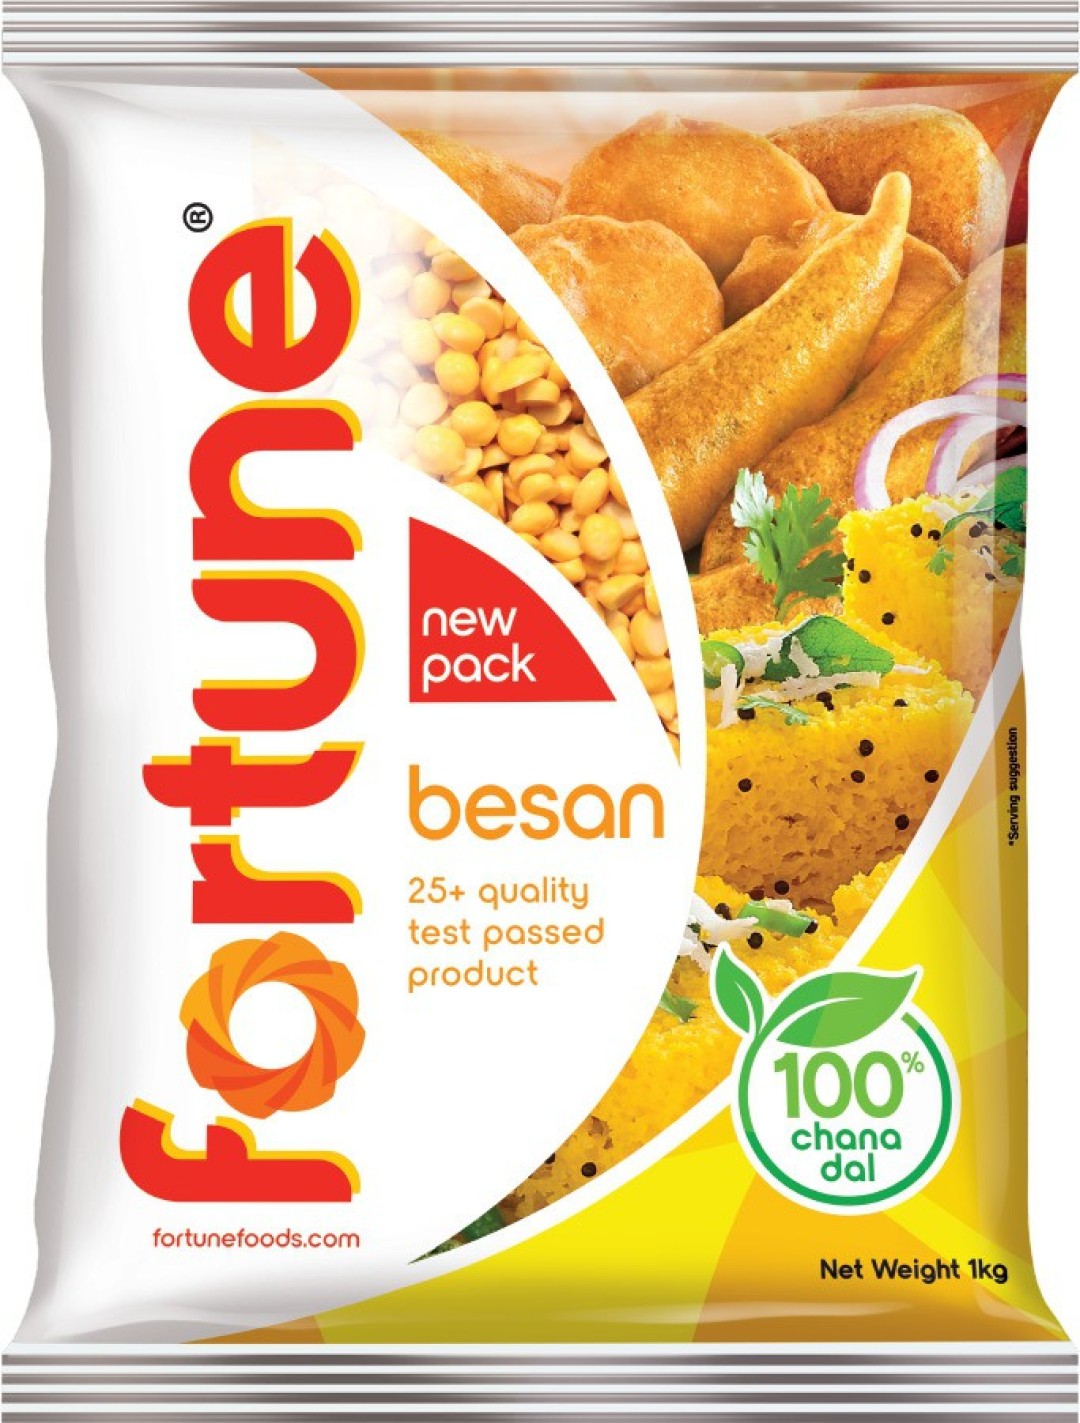 fortune®
new
pack
besan
25+ quality
test passed
product
*Serving suggestion
100%
chana
dal
fortunefoods.com
Net Weight 1kg